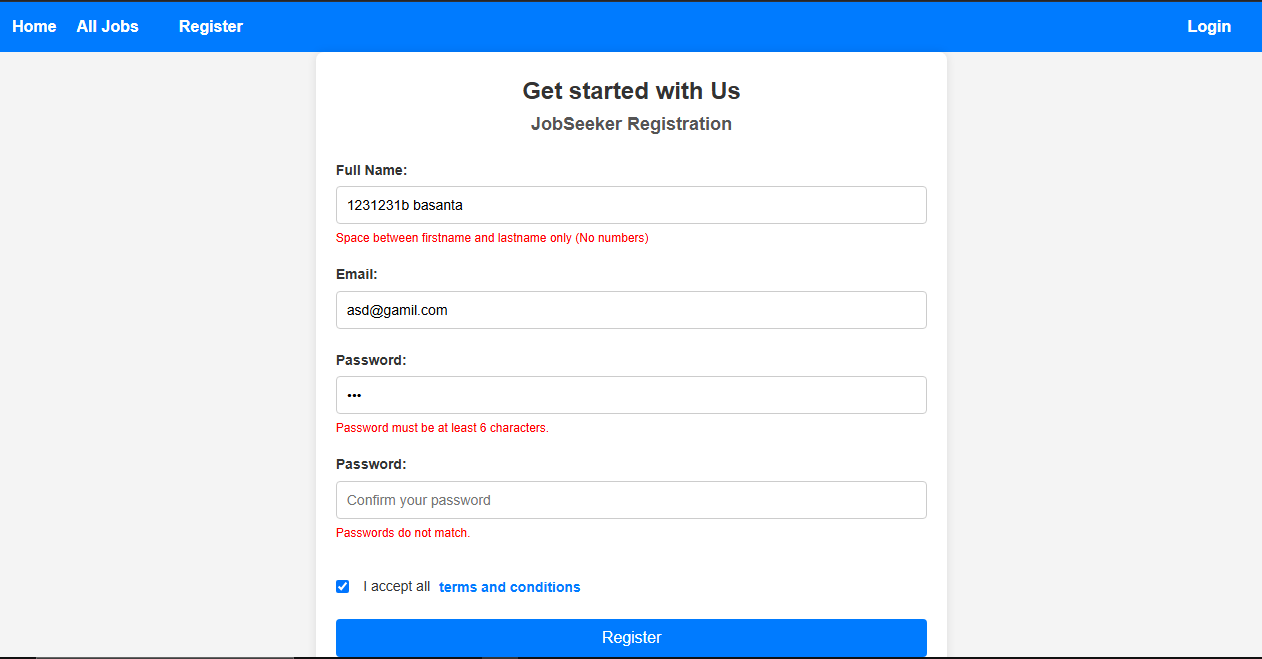 Home All Jobs Register Login
Get started with Us
JobSeeker Registration
Full Name:
1231231b basanta
Space between firstname and lastname only (No numbers)
Email:
asd@gamil.com
Password:
•••
Password must be at least 6 characters.
Password:
Confirm your password
Passwords do not match.
I accept all terms and conditions
Register